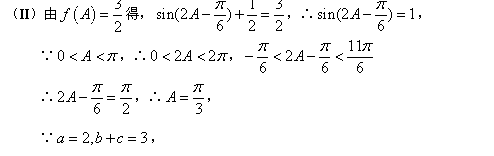 (II) 由 f(A)=3/2 得, sin(2A−π/6)+1/2=3/2, ∴sin(2A−π/6)=1,
∵0<A<π, ∴0<2A<2π, −π/6<2A−π/6<11π/6
∴2A−π/6=π/2, ∴A=π/3,
∵a=2,b+c=3,